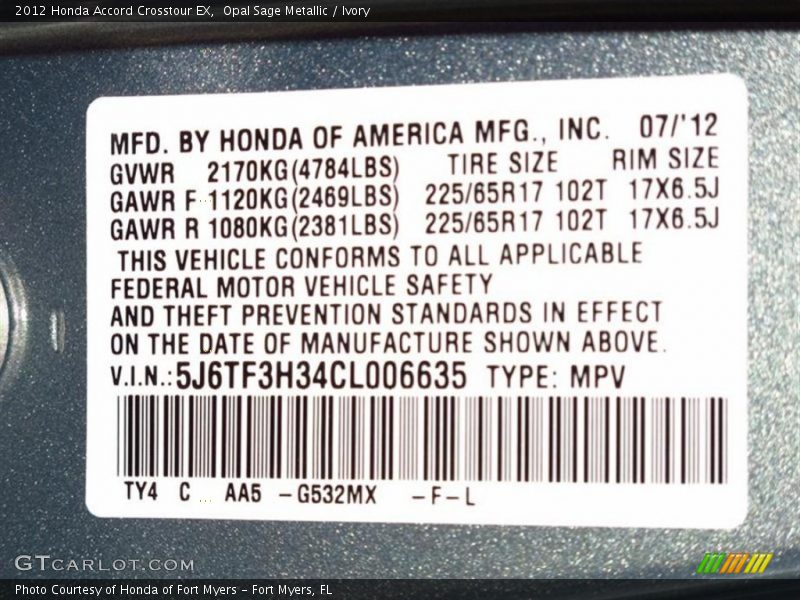 2012 Honda Accord Crosstour EX, Opal Sage Metallic / Ivory
MFD. BY HONDA OF AMERICA MFG., INC. 07/'12
GVWR 2170KG(4784LBS) TIRE SIZE RIM SIZE
GAWR F 1120KG(2469LBS) 225/65R17 102T 17X6.5J
GAWR R 1080KG(2381LBS) 225/65R17 102T 17X6.5J
THIS VEHICLE CONFORMS TO ALL APPLICABLE
FEDERAL MOTOR VEHICLE SAFETY
AND THEFT PREVENTION STANDARDS IN EFFECT
ON THE DATE OF MANUFACTURE SHOWN ABOVE.
V.I.N.:5J6TF3H34CL006635 TYPE: MPV
TY4 C AA5 -G532MX -F-L
GTCARLOT.COM
Photo Courtesy of Honda of Fort Myers - Fort Myers, FL